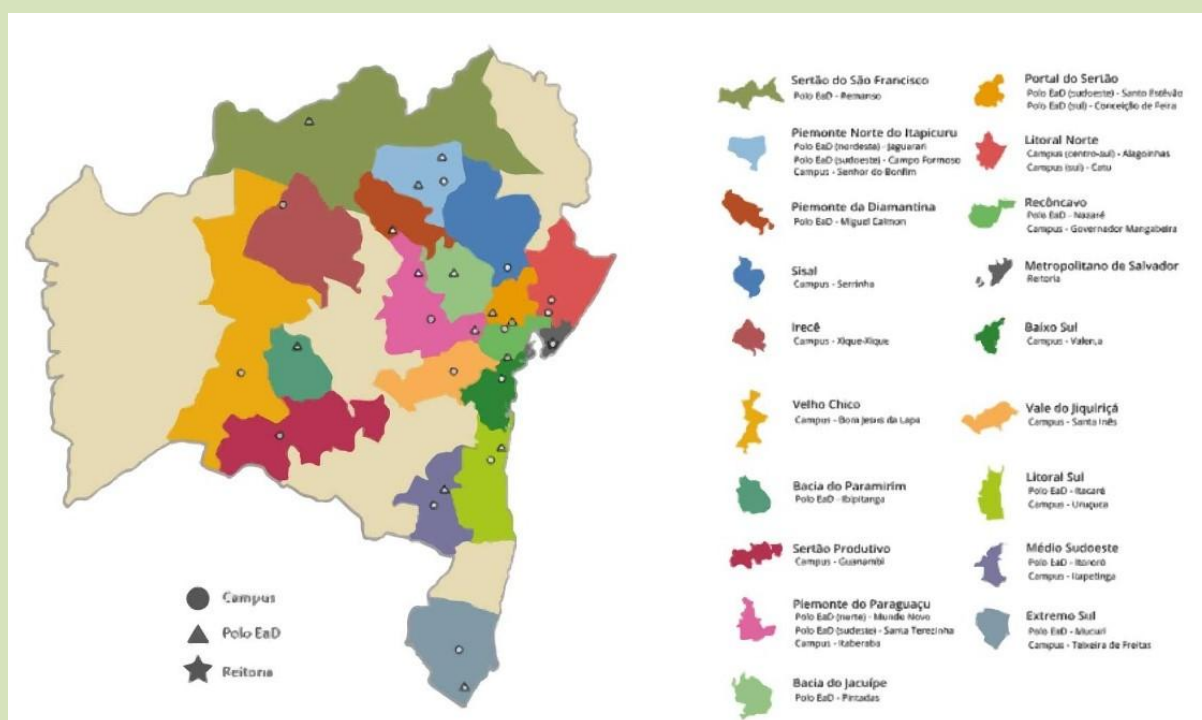 Sertão do São Francisco
Polo EaD - Remanso
Piemonte Norte do Itapicuru
Polo EaD (nordeste) - Jaguarari
Polo EaD (sudoeste) - Campo Formoso
Campus - Senhor do Bonfim
Piemonte da Diamantina
Polo EaD - Miguel Calmon
Sisal
Campus - Serrinha
Irecê
Campus - Xique-Xique
Velho Chico
Campus - Bom Jesus da Lapa
Bacia do Paramirim
Polo EaD - Ibipitanga
Sertão Produtivo
Campus - Guanambi
Piemonte do Paraguaçu
Polo EaD (norte) - Mundo Novo
Polo EaD (sudeste) - Santa Terezinha
Campus - Itaberaba
Bacia do Jacuípe
Polo EaD - Pintadas
Portal do Sertão
Polo EaD (sudoeste) - Santo Estêvão
Polo EaD (sul) - Conceição de Feira
Litoral Norte
Campus (centro-sul) - Alagoinhas
Campus (sul) - Catu
Recôncavo
Polo EaD - Nazaré
Campus - Governador Mangabeira
Metropolitano de Salvador
Reitoria
Baixo Sul
Campus - Valença
Vale do Jiquiriçá
Campus - Santa Inês
Litoral Sul
Polo EaD - Itacaré
Campus - Uruçuca
Médio Sudoeste
Polo EaD - Itororó
Campus - Itapetinga
Extremo Sul
Polo EaD - Mucuri
Campus - Teixeira de Freitas
Campus
Polo EaD
Reitoria